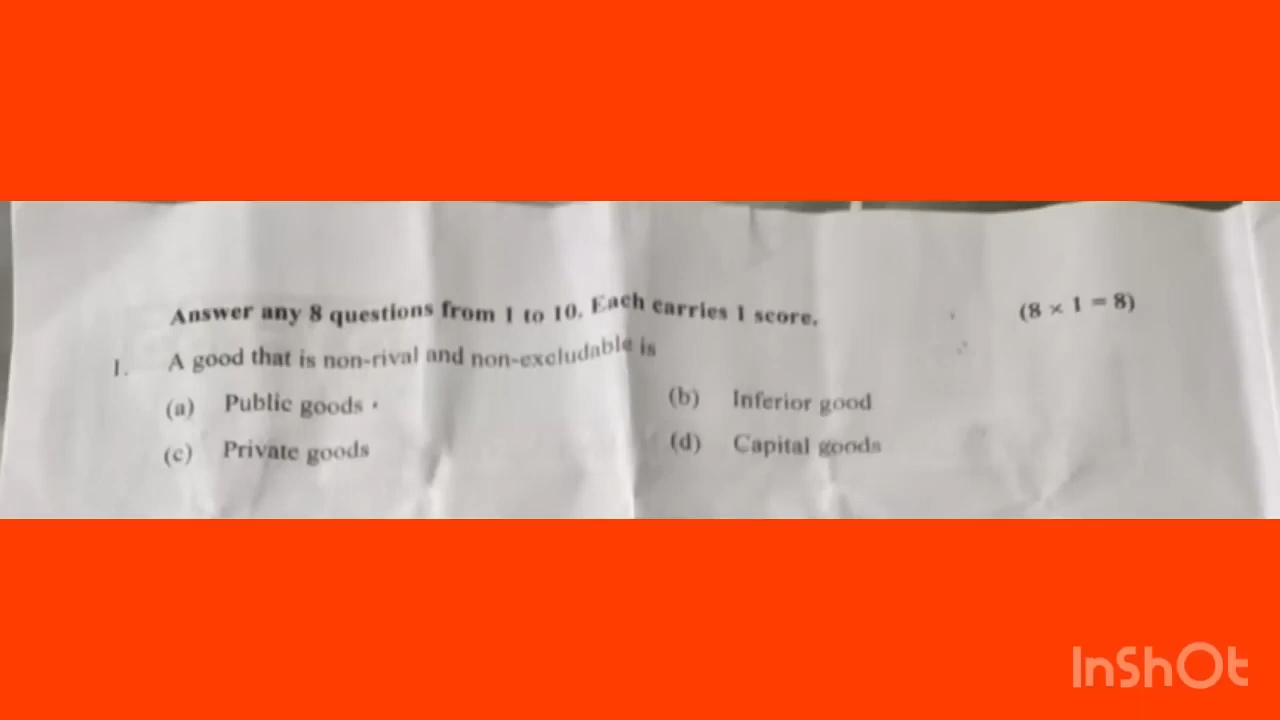 Answer any 8 questions from 1 to 10. Each carries 1 score. (8 × 1 = 8)
1. A good that is non-rival and non-excludable is
(a) Public goods (b) Inferior good
(c) Private goods (d) Capital goods
InShOt